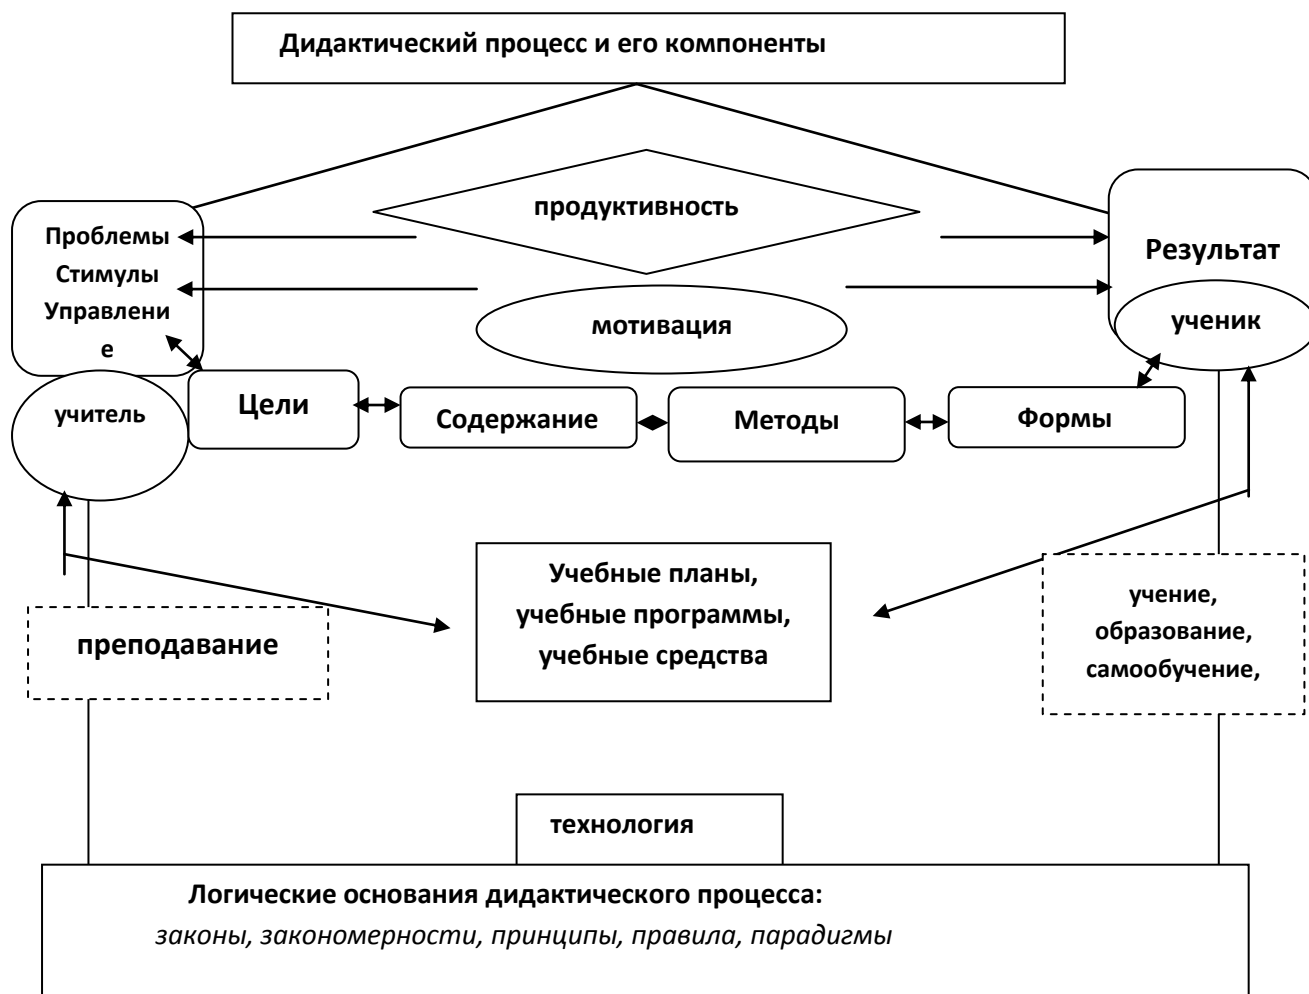 Дидактический процесс и его компоненты
продуктивность
Проблемы
Стимулы
Управлени
е
Результат
мотивация
ученик
учитель
Цели
Содержание
Методы
Формы
Учебные планы,
учебные программы,
учебные средства
преподавание
учение,
образование,
самообучение,
технология
Логические основания дидактического процесса:
законы, закономерности, принципы, правила, парадигмы